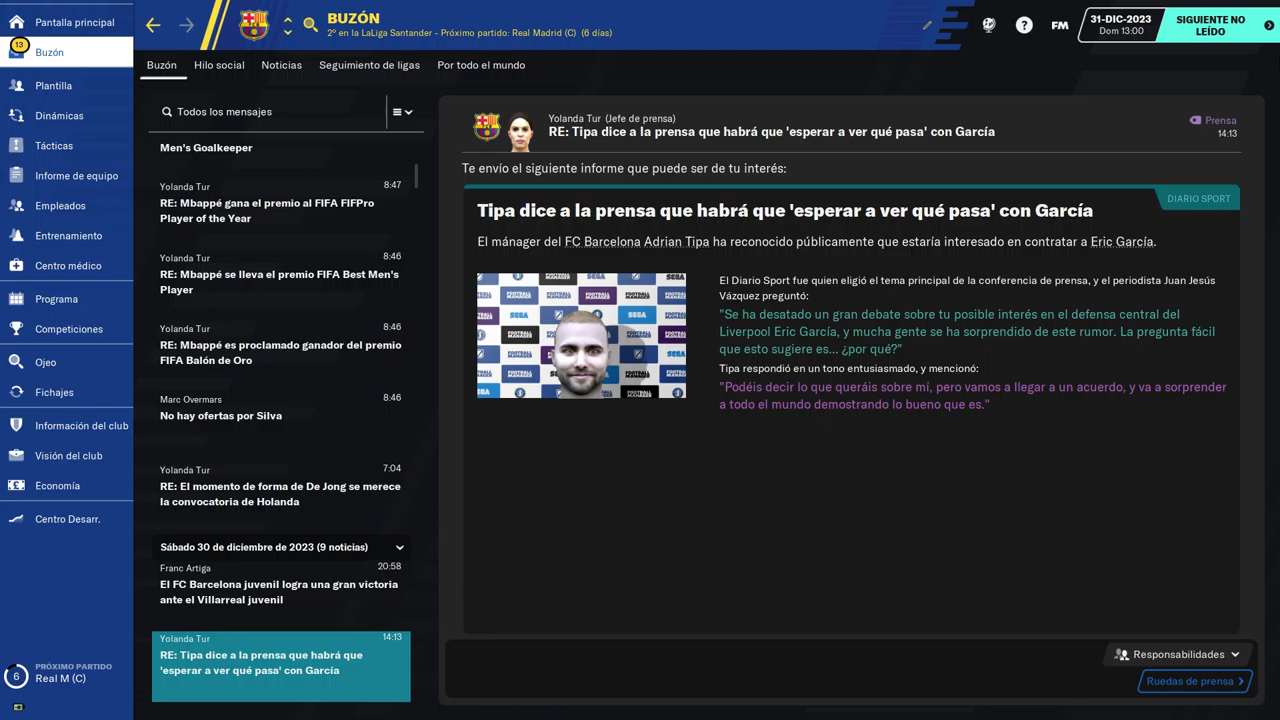 Pantalla principal
13
Buzón
Plantilla
Dinámicas
Tácticas
Informe de equipo
Empleados
Entrenamiento
Centro médico
Programa
Competiciones
Ojeo
Fichajes
Información del club
Visión del club
Economía
Centro Desarr.
PRÓXIMO PARTIDO
6
Real M (C)
BUZÓN
2º en la LaLiga Santander - Próximo partido: Real Madrid (C) (6 días)
FM
31-DIC-2023
Dom 13:00
SIGUIENTE NO
LEÍDO
Buzón
Hilo social
Noticias
Seguimiento de ligas
Por todo el mundo
Todos los mensajes
Men's Goalkeeper
Yolanda Tur 8:47
RE: Mbappé gana el premio al FIFA FIFPro
Player of the Year
Yolanda Tur 8:46
RE: Mbappé se lleva el premio FIFA Best Men's
Player
Yolanda Tur 8:46
RE: Mbappé es proclamado ganador del premio
FIFA Balón de Oro
Marc Overmars 8:46
No hay ofertas por Silva
Yolanda Tur 7:04
RE: El momento de forma de De Jong se merece
la convocatoria de Holanda
Sábado 30 de diciembre de 2023 (9 noticias)
Franc Artiga 20:58
El FC Barcelona juvenil logra una gran victoria
ante el Villarreal juvenil
Yolanda Tur 14:13
RE: Tipa dice a la prensa que habrá que
'esperar a ver qué pasa' con García
Yolanda Tur (Jefe de prensa)
RE: Tipa dice a la prensa que habrá que 'esperar a ver qué pasa' con García
Prensa
14:13
Te envío el siguiente informe que puede ser de tu interés:
DIARIO SPORT
Tipa dice a la prensa que habrá que 'esperar a ver qué pasa' con García
El mánager del FC Barcelona Adrian Tipa ha reconocido públicamente que estaría interesado en contratar a Eric García.
SEGA
FOOTBALL MANAGER
El Diario Sport fue quien eligió el tema principal de la conferencia de prensa, y el periodista Juan Jesús
Vázquez preguntó:
"Se ha desatado un gran debate sobre tu posible interés en el defensa central del
Liverpool Eric García, y mucha gente se ha sorprendido de este rumor. La pregunta fácil
que esto sugiere es... ¿por qué?"
Tipa respondió en un tono entusiasmado, y mencionó:
"Podéis decir lo que queráis sobre mí, pero vamos a llegar a un acuerdo, y va a sorprender
a todo el mundo demostrando lo bueno que es."
Responsabilidades
Ruedas de prensa